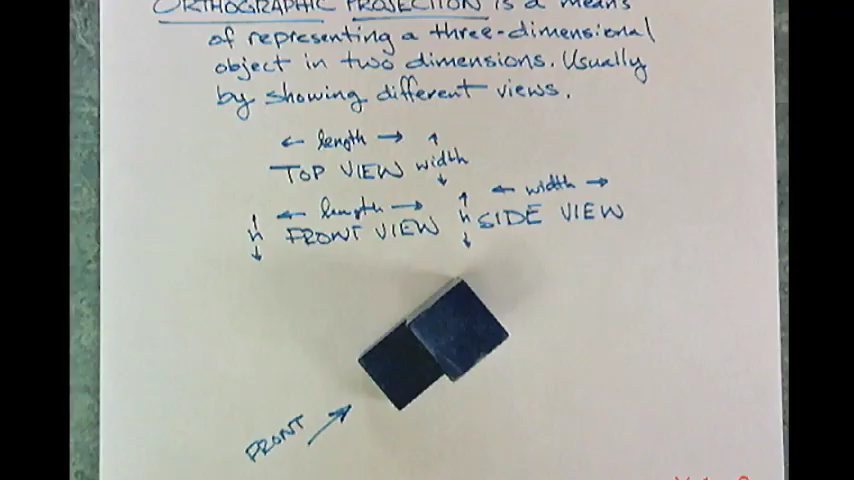 ORTHOGRAPHIC PROJECTION is a means
of representing a three-dimensional
object in two dimensions. Usually
by showing different views.
← length → ↑
TOP VIEW width
↓
← length → ↑ ← width →
↑ h ↓ FRONT VIEW h ↓ SIDE VIEW
FRONT →